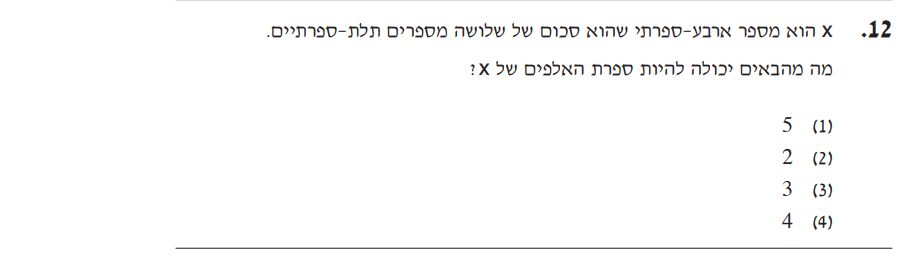 12. X הוא מספר ארבע-ספרתי שהוא סכום של שלושה מספרים תלת-ספרתיים.
מה מהבאים יכולה להיות ספרת האלפים של X?
(1) 5
(2) 2
(3) 3
(4) 4